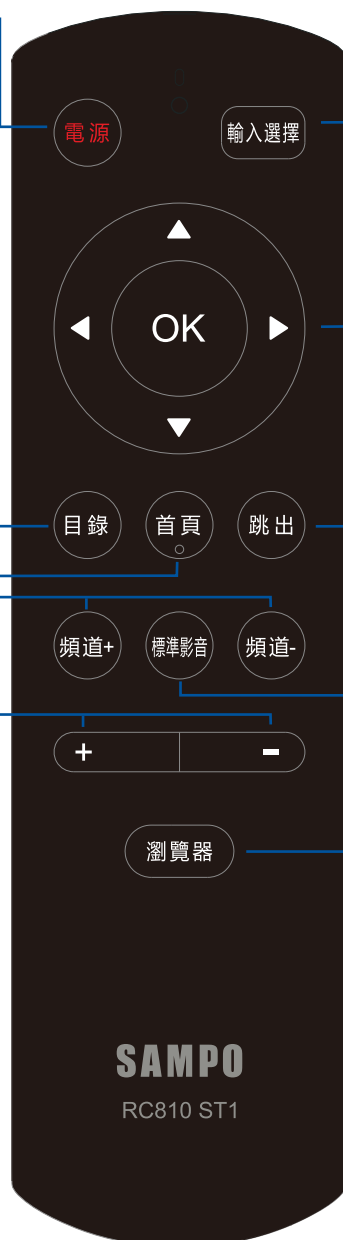 電源
輸入選擇
OK
目錄
首頁
跳出
頻道+
標準影音
頻道-
+
-
瀏覽器
SAMPO
RC810 ST1